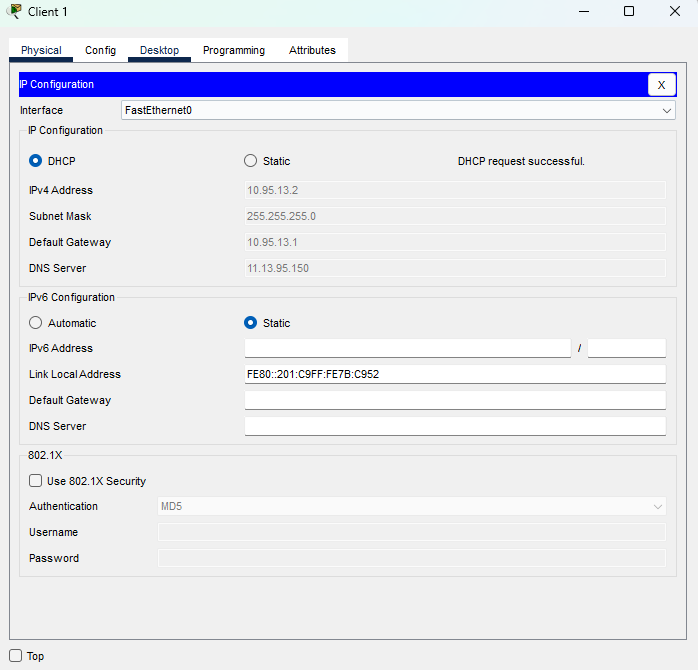 Client 1
Physical Config Desktop Programming Attributes
IP Configuration X
Interface FastEthernet0
IP Configuration
DHCP Static DHCP request successful.
IPv4 Address 10.95.13.2
Subnet Mask 255.255.255.0
Default Gateway 10.95.13.1
DNS Server 11.13.95.150
IPv6 Configuration
Automatic Static
IPv6 Address /
Link Local Address FE80::201:C9FF:FE7B:C952
Default Gateway
DNS Server
802.1X
Use 802.1X Security
Authentication MD5
Username
Password
Top